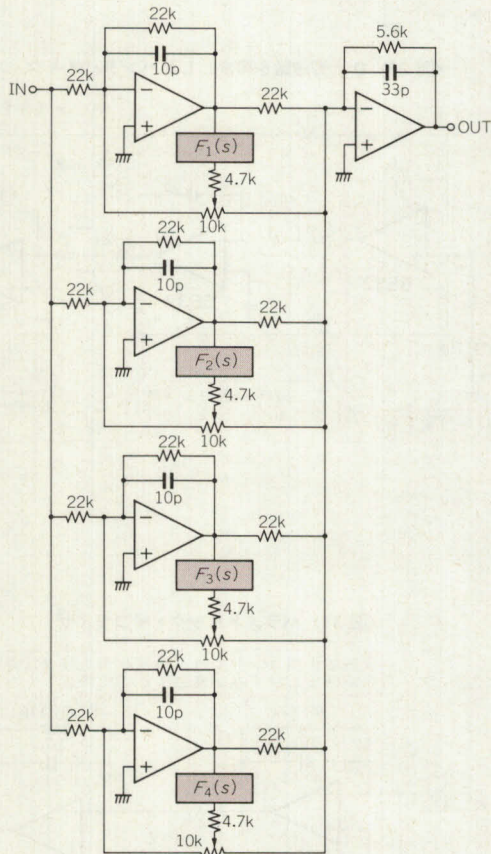 22k
10p
IN
22k
−
+
22k
F₁(s)
4.7k
10k
5.6k
33p
−
+
OUT
22k
10p
22k
−
+
22k
F₂(s)
4.7k
10k
22k
10p
22k
−
+
22k
F₃(s)
4.7k
10k
22k
10p
22k
−
+
22k
F₄(s)
4.7k
10k